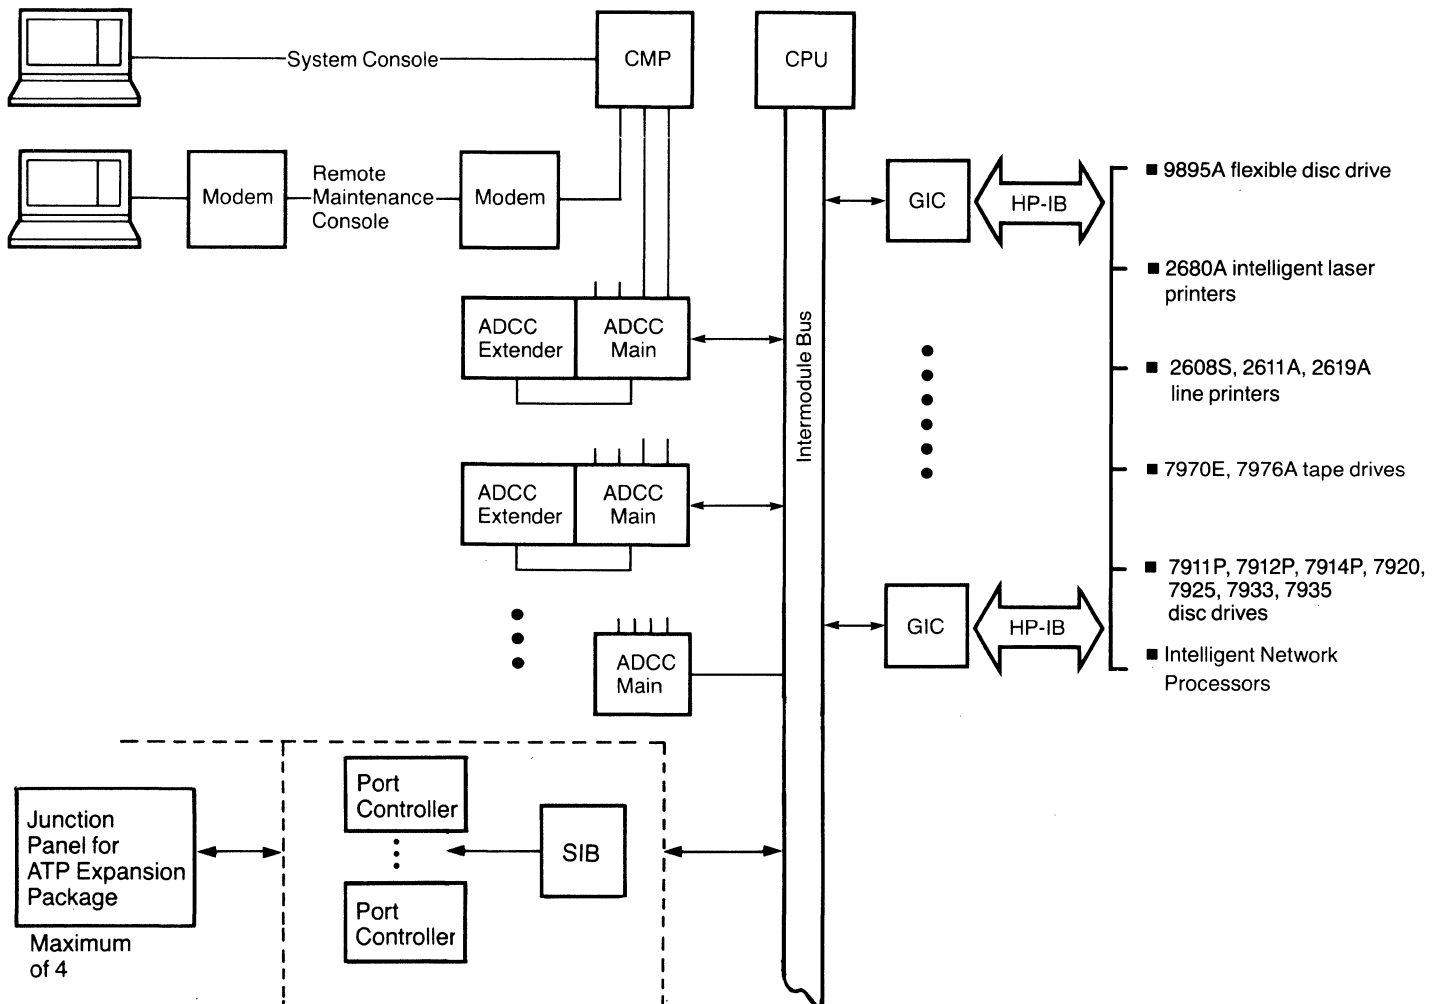 System Console
CMP
CPU
Modem
Remote
Maintenance
Console
Modem
GIC
HP-IB
■ 9895A flexible disc drive
■ 2680A intelligent laser
printers
■ 2608S, 2611A, 2619A
line printers
■ 7970E, 7976A tape drives
■ 7911P, 7912P, 7914P, 7920,
7925, 7933, 7935
disc drives
■ Intelligent Network
Processors
ADCC
Extender
ADCC
Main
Intermodule Bus
ADCC
Extender
ADCC
Main
GIC
HP-IB
ADCC
Main
Junction
Panel for
ATP Expansion
Package
Maximum
of 4
Port
Controller
SIB
Port
Controller